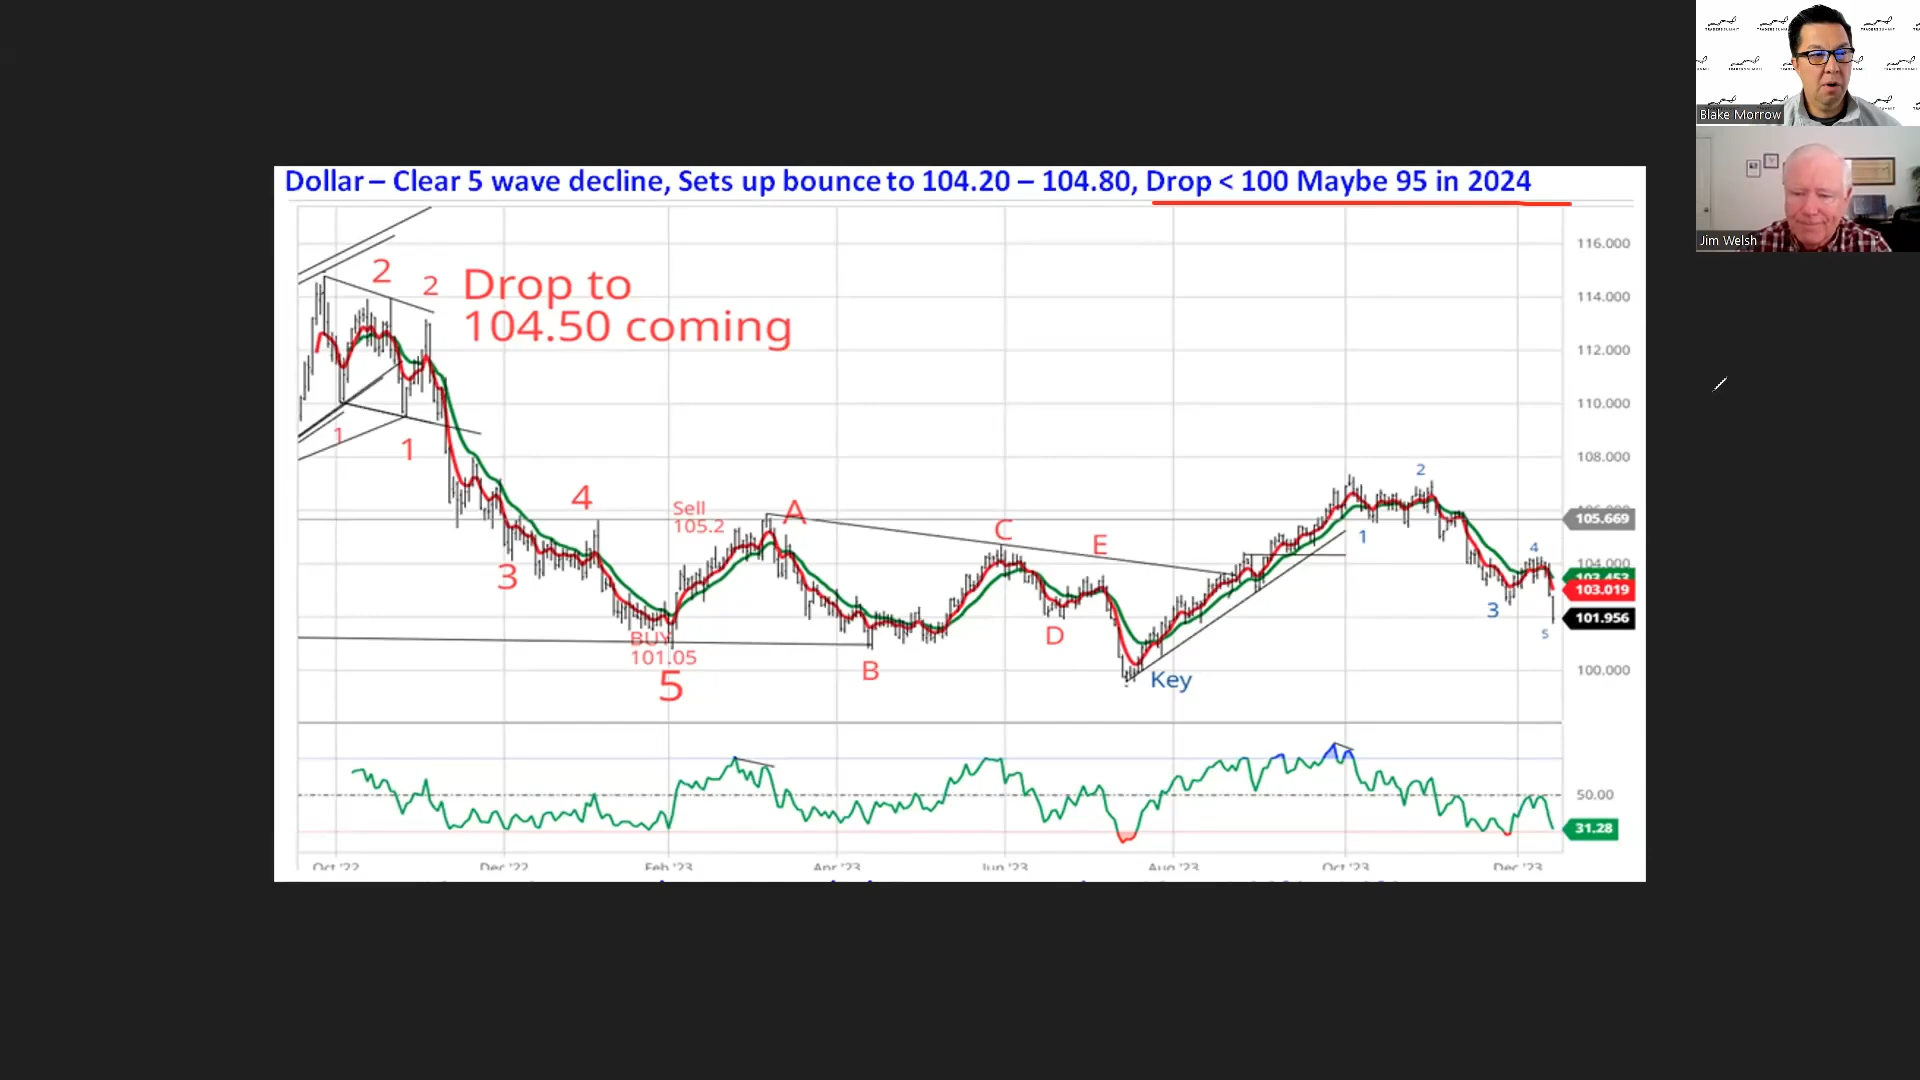 Dollar – Clear 5 wave decline, Sets up bounce to 104.20 – 104.80, Drop < 100 Maybe 95 in 2024
Blake Morrow
Jim Welsh
Drop to
104.50 coming
2
2
1
1
3
4
5
Sell
105.2
BUY
101.05
A
B
C
D
E
Key
1
2
3
4
5
116.000
114.000
112.000
110.000
108.000
105.669
104.000
103.019
101.956
100.000
50.00
31.28
Oct '22
Dec '22
Feb '23
Apr '23
Jun '23
Aug '23
Oct '23
Dec '23